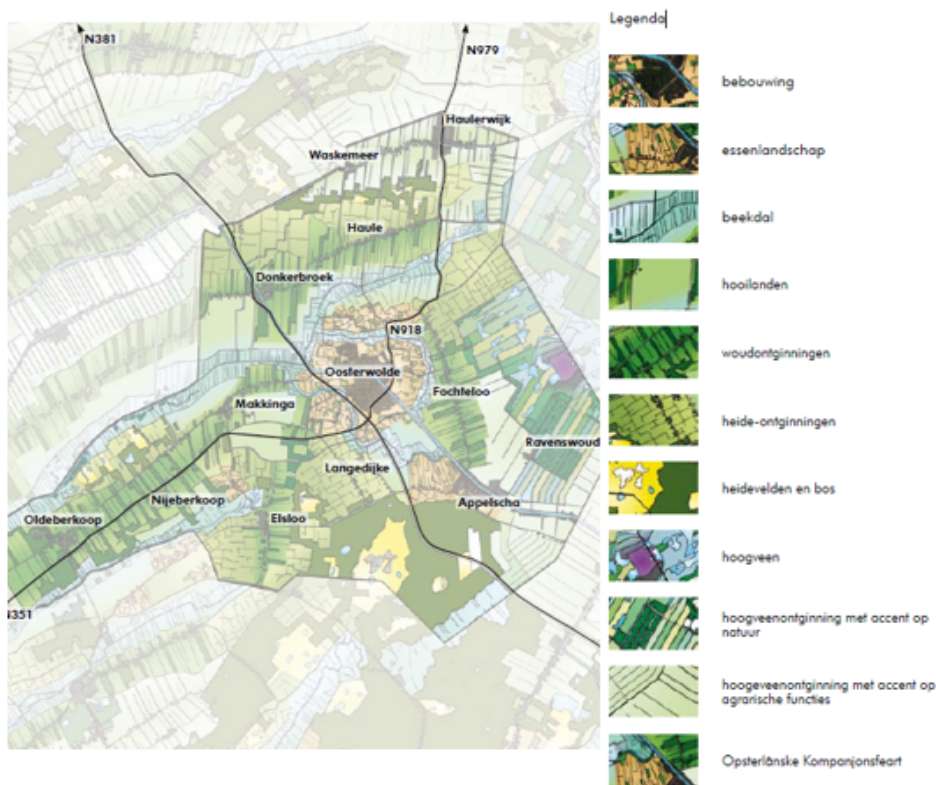 N381
N979
Haulerwijk
Waskemeer
Haule
Donkerbroek
N918
Oosterwolde
Fochteloo
Makkinga
Ravenswoud
Langedijke
Nijeberkoop
Appelscha
Oldeberkoop
Elsloo
N351
Legenda
bebouwing
essenlandschap
beekdal
hooilanden
woudontginningen
heide-ontginningen
heidevelden en bos
hoogveen
hoogveenontginning met accent op
natuur
hoogeveenontginning met accent op
agrarische functies
Opsterlânske Kompanjonsfeart